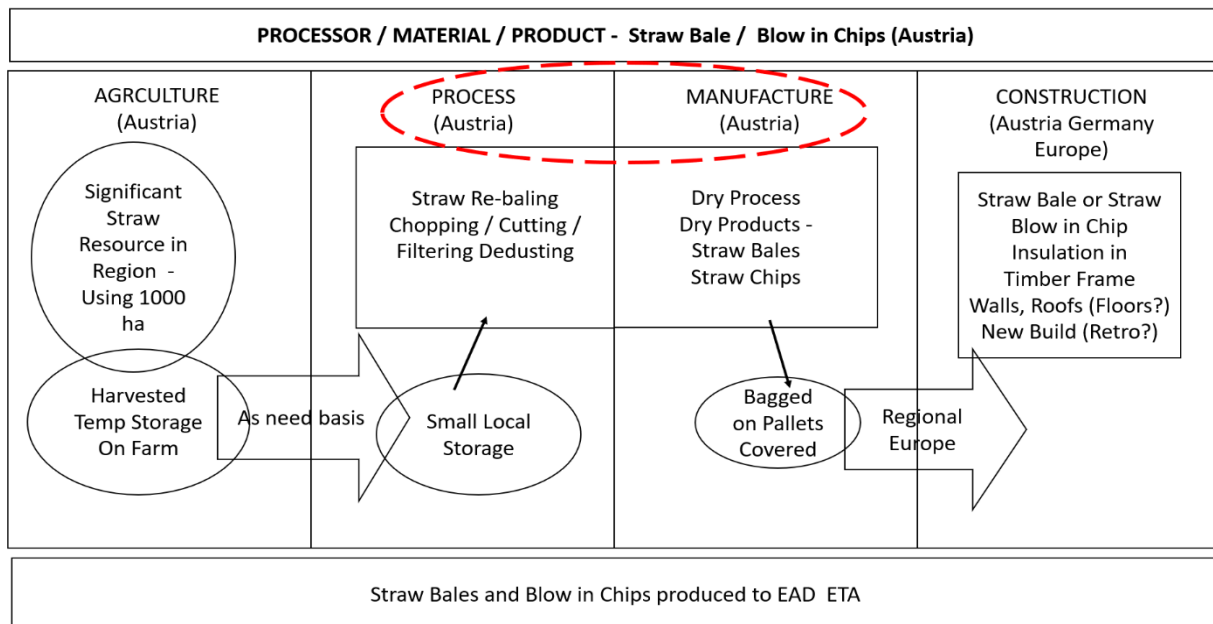 PROCESSOR / MATERIAL / PRODUCT - Straw Bale / Blow in Chips (Austria)
AGRCULTURE
(Austria)
Significant
Straw
Resource in
Region -
Using 1000
ha
Harvested
Temp Storage
On Farm
As need basis
PROCESS
(Austria)
Straw Re-baling
Chopping / Cutting /
Filtering Dedusting
Small Local
Storage
MANUFACTURE
(Austria)
Dry Process
Dry Products -
Straw Bales
Straw Chips
Bagged
on Pallets
Covered
Regional
Europe
CONSTRUCTION
(Austria Germany
Europe)
Straw Bale or Straw
Blow in Chip
Insulation in
Timber Frame
Walls, Roofs (Floors?)
New Build (Retro?)
Straw Bales and Blow in Chips produced to EAD ETA